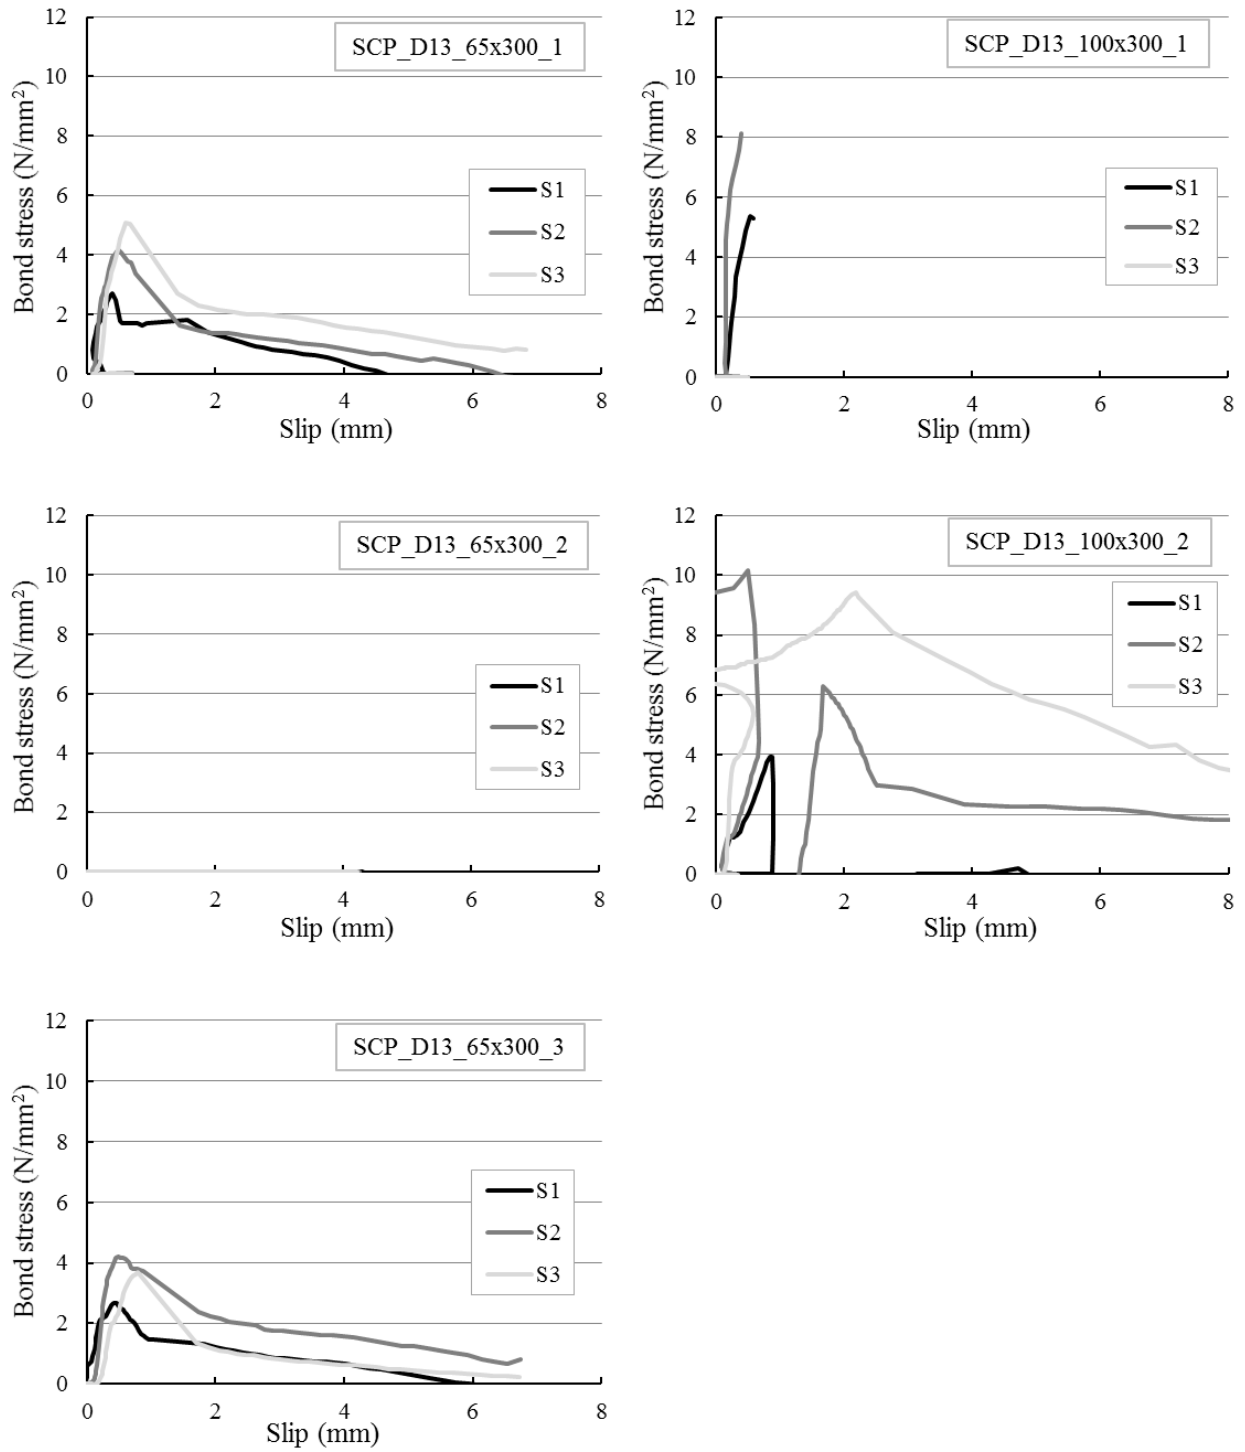 SCP_D13_65x300_1
Bond stress (N/mm²)
12
10
8
6
4
2
0
S1
S2
S3
0 2 4 6 8
Slip (mm)
SCP_D13_100x300_1
Bond stress (N/mm²)
12
10
8
6
4
2
0
S1
S2
S3
0 2 4 6 8
Slip (mm)
SCP_D13_65x300_2
Bond stress (N/mm²)
12
10
8
6
4
2
0
S1
S2
S3
0 2 4 6 8
Slip (mm)
SCP_D13_100x300_2
Bond stress (N/mm²)
12
10
8
6
4
2
0
S1
S2
S3
0 2 4 6 8
Slip (mm)
SCP_D13_65x300_3
Bond stress (N/mm²)
12
10
8
6
4
2
0
S1
S2
S3
0 2 4 6 8
Slip (mm)